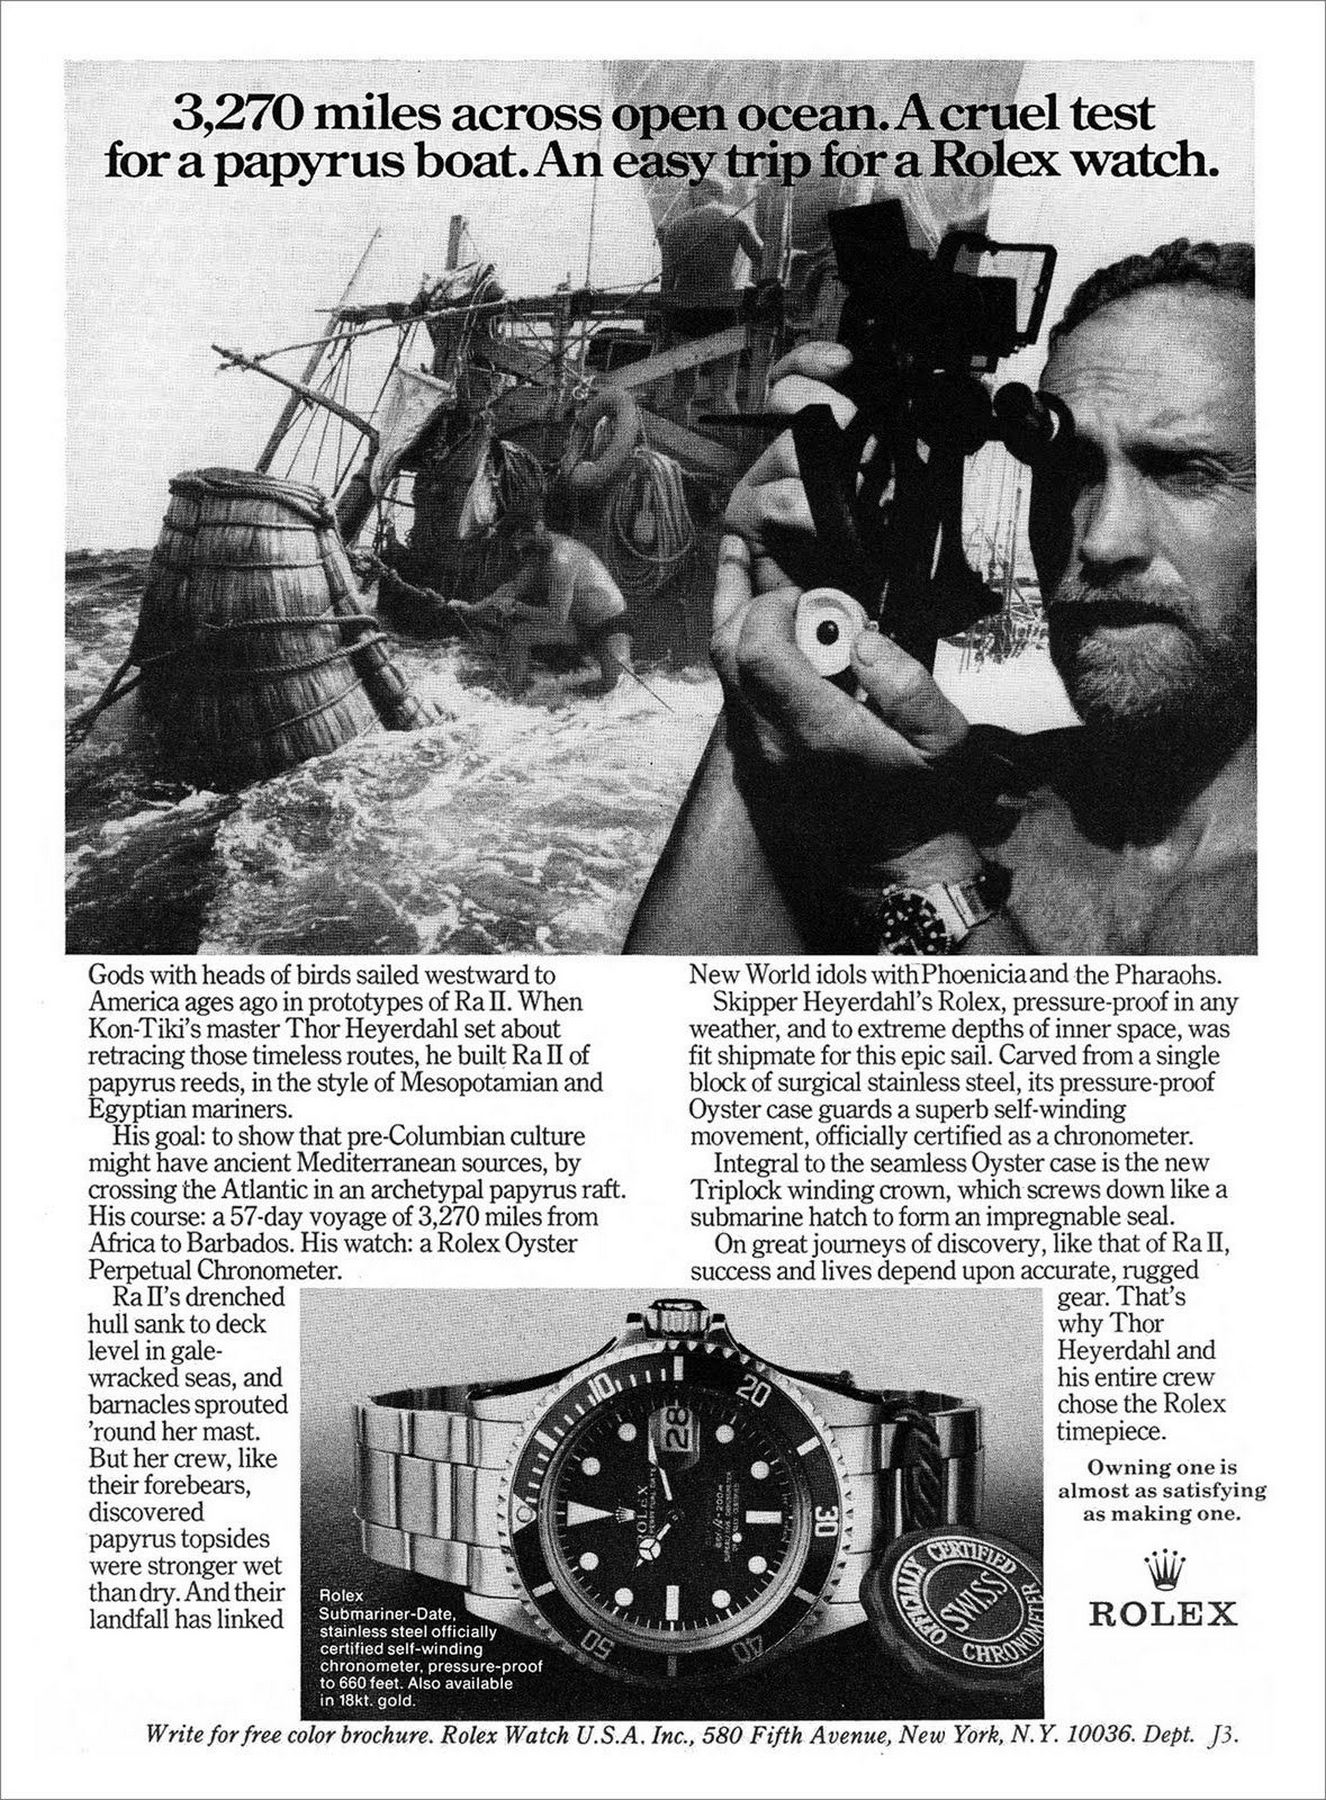 3,270 miles across open ocean. A cruel test
for a papyrus boat. An easy trip for a Rolex watch.
Gods with heads of birds sailed westward to
America ages ago in prototypes of Ra II. When
Kon-Tiki's master Thor Heyerdahl set about
retracing those timeless routes, he built Ra II of
papyrus reeds, in the style of Mesopotamian and
Egyptian mariners.
His goal: to show that pre-Columbian culture
might have ancient Mediterranean sources, by
crossing the Atlantic in an archetypal papyrus raft.
His course: a 57-day voyage of 3,270 miles from
Africa to Barbados. His watch: a Rolex Oyster
Perpetual Chronometer.
Ra II's drenched
hull sank to deck
level in gale-
wracked seas, and
barnacles sprouted
'round her mast.
But her crew, like
their forebears,
discovered
papyrus topsides
were stronger wet
than dry. And their
landfall has linked
New World idols with Phoenicia and the Pharaohs.
Skipper Heyerdahl's Rolex, pressure-proof in any
weather, and to extreme depths of inner space, was
fit shipmate for this epic sail. Carved from a single
block of surgical stainless steel, its pressure-proof
Oyster case guards a superb self-winding
movement, officially certified as a chronometer.
Integral to the seamless Oyster case is the new
Triplock winding crown, which screws down like a
submarine hatch to form an impregnable seal.
On great journeys of discovery, like that of Ra II,
success and lives depend upon accurate, rugged
gear. That's
why Thor
Heyerdahl and
his entire crew
chose the Rolex
timepiece.
Owning one is
almost as satisfying
as making one.
ROLEX
10
20
30
40
50
28
ROLEX
OFFICIALLY CERTIFIED
SWISS
CHRONOMETER
Rolex
Submariner-Date,
stainless steel officially
certified self-winding
chronometer, pressure-proof
to 660 feet. Also available
in 18kt. gold.
Write for free color brochure. Rolex Watch U.S.A. Inc., 580 Fifth Avenue, New York, N.Y. 10036. Dept. J3.